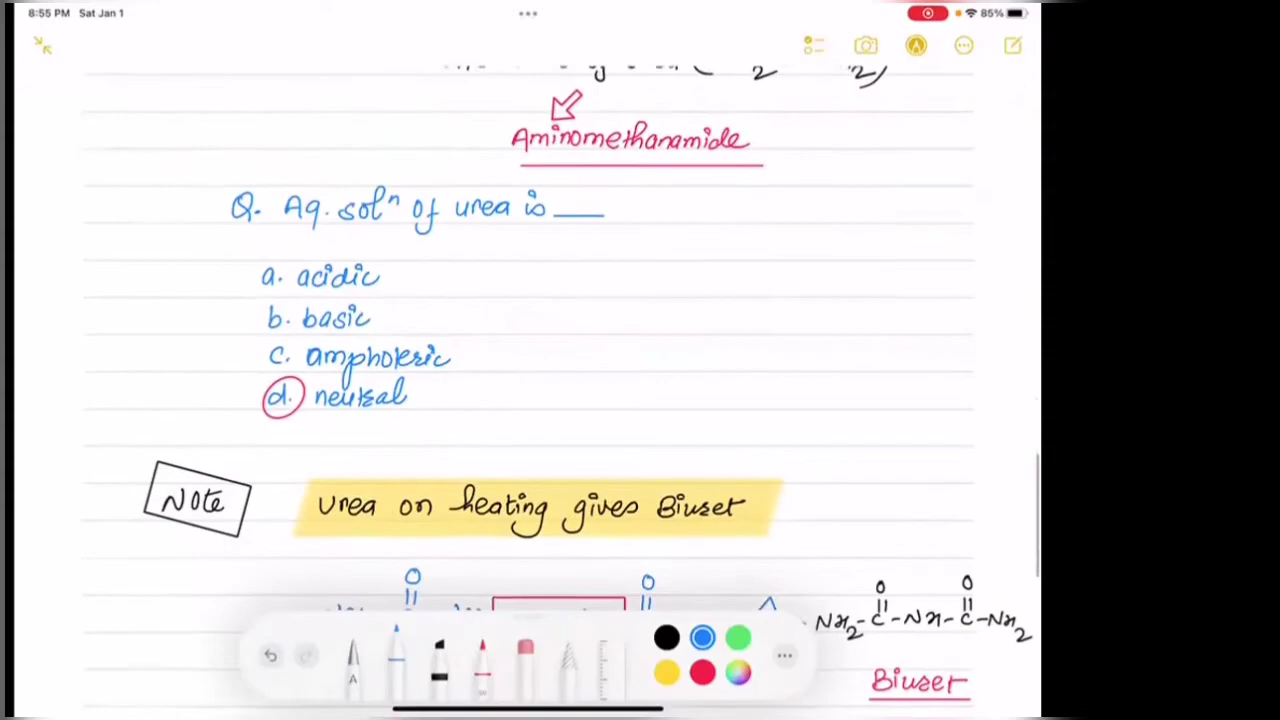 8:55 PM Sat Jan 1
85%
Aminomethanamide
Q. Aq. solⁿ of urea is ___
a. acidic
b. basic
c. amphoteric
d. neutral
Note
Urea on heating gives Biuret
O
O
O O
NH₂-C-NH-C-NH₂
Biuret
A